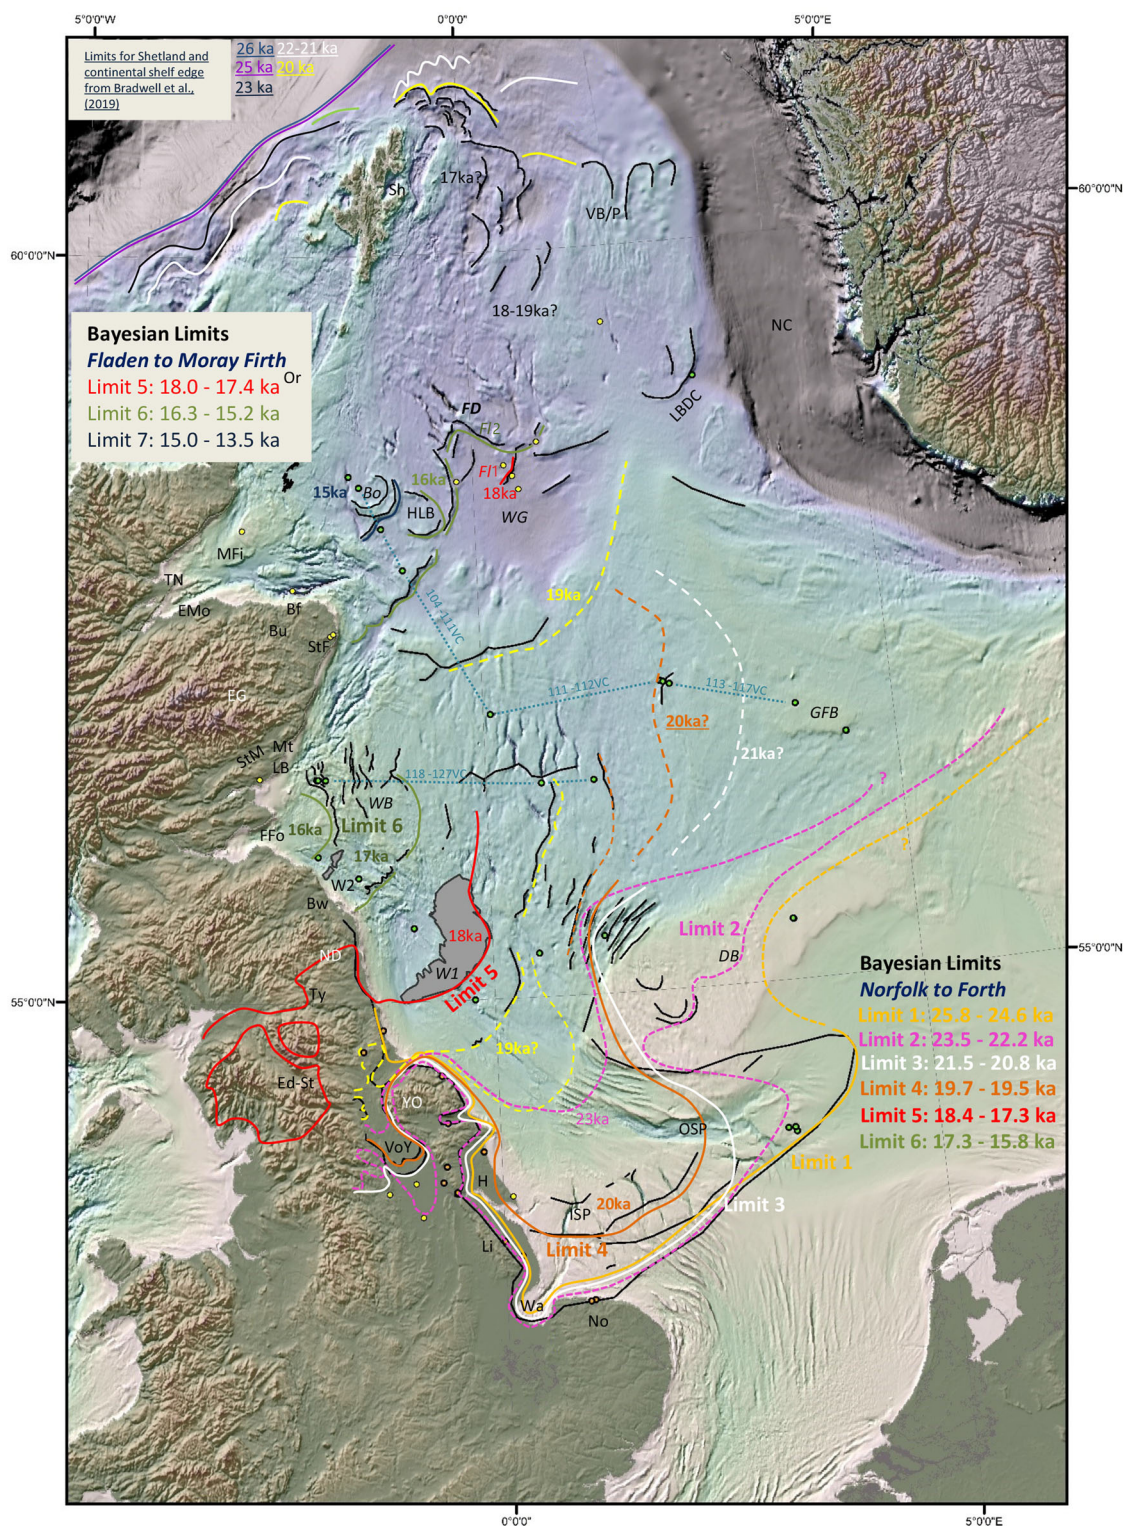 5°0'0"W
0°0'0"
5°0'0"E
Limits for Shetland and
continental shelf edge
from Bradwell et al.,
(2019)
26 ka 22-21 ka
25 ka 20 ka
23 ka
Sh
17ka?
VB/P
60°0'0"N
60°0'0"N
18-19ka?
NC
Bayesian Limits
Fladen to Moray Firth
Limit 5: 18.0 - 17.4 ka Or
Limit 6: 16.3 - 15.2 ka
Limit 7: 15.0 - 13.5 ka
LBDC
FD
Fl2
Fl1
16ka
15ka
Bo
18ka
HLB
WG
MFi
TN
EMo
Bf
Bu
StF
19ka
104 -111VC
111 -112VC
113 -117VC
EG
GFB
20ka?
21ka?
StM
Mt
LB
118 -127VC
?
WB
FFo
16ka
Limit 6
17ka
?
W2
Bw
Limit 2
18ka
ND
W1
Limit 5
DB
55°0'0"N
55°0'0"N
Bayesian Limits
Norfolk to Forth
Limit 1: 25.8 - 24.6 ka
Limit 2: 23.5 - 22.2 ka
Limit 3: 21.5 - 20.8 ka
Limit 4: 19.7 - 19.5 ka
Limit 5: 18.4 - 17.3 ka
Limit 6: 17.3 - 15.8 ka
Ty
19ka?
Ed-St
YO
23ka
OSP
VoY
Limit 1
H
20ka
ISP
Limit 3
Li
Limit 4
Wa
No
0°0'0"
5°0'0"E